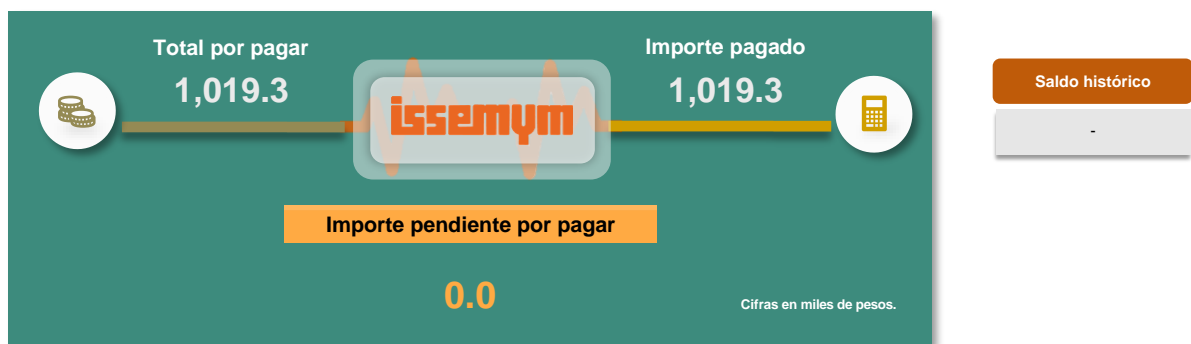 Total por pagar
1,019.3
issemym
Importe pagado
1,019.3
Importe pendiente por pagar
0.0
Cifras en miles de pesos.
Saldo histórico
-